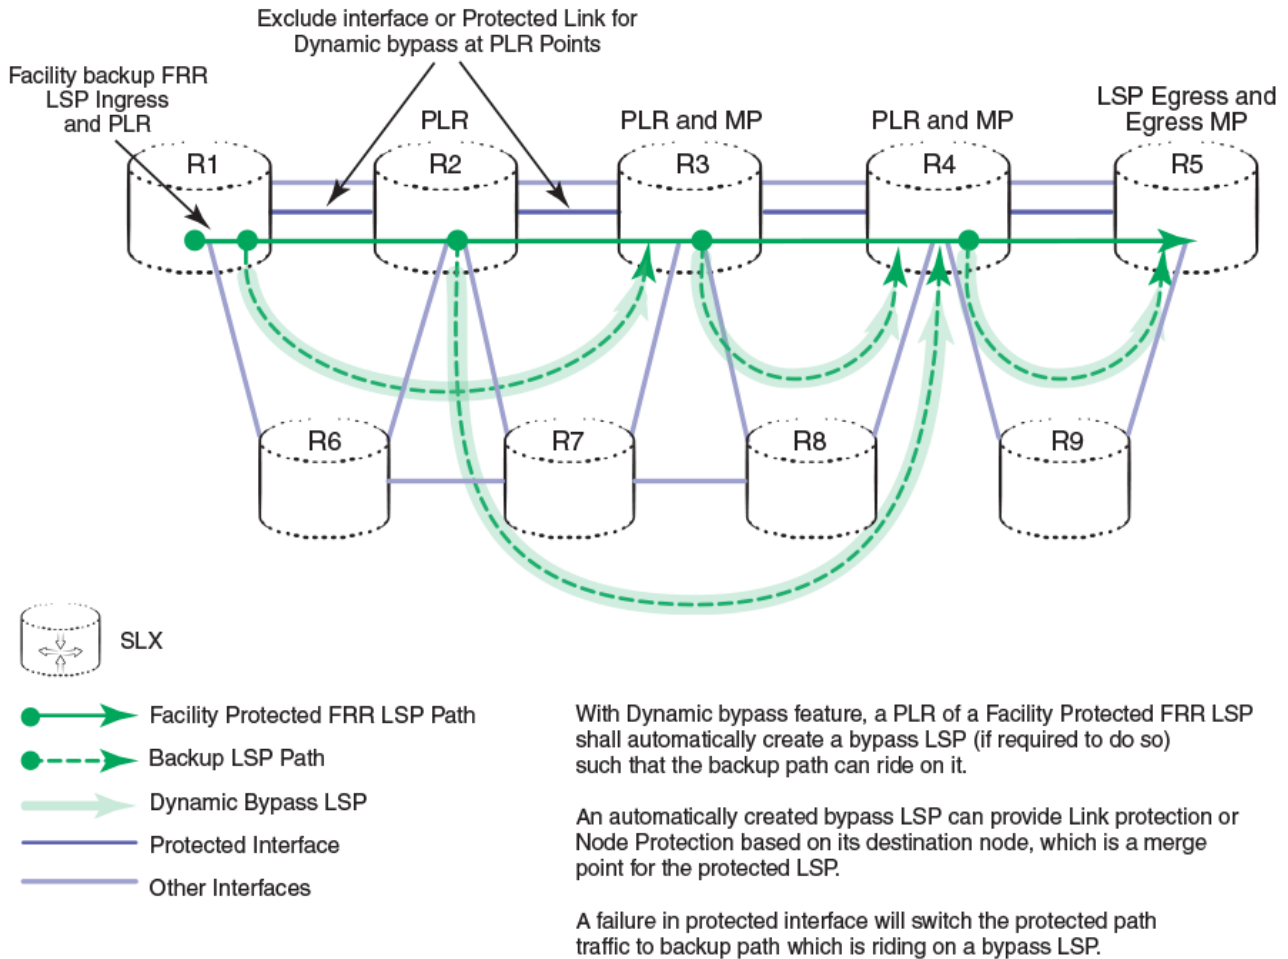 Exclude interface or Protected Link for
Dynamic bypass at PLR Points
Facility backup FRR
LSP Ingress
and PLR
PLR
PLR and MP
PLR and MP
LSP Egress and
Egress MP
R1
R2
R3
R4
R5
R6
R7
R8
R9
SLX
Facility Protected FRR LSP Path
Backup LSP Path
Dynamic Bypass LSP
Protected Interface
Other Interfaces
With Dynamic bypass feature, a PLR of a Facility Protected FRR LSP
shall automatically create a bypass LSP (if required to do so)
such that the backup path can ride on it.
An automatically created bypass LSP can provide Link protection or
Node Protection based on its destination node, which is a merge
point for the protected LSP.
A failure in protected interface will switch the protected path
traffic to backup path which is riding on a bypass LSP.